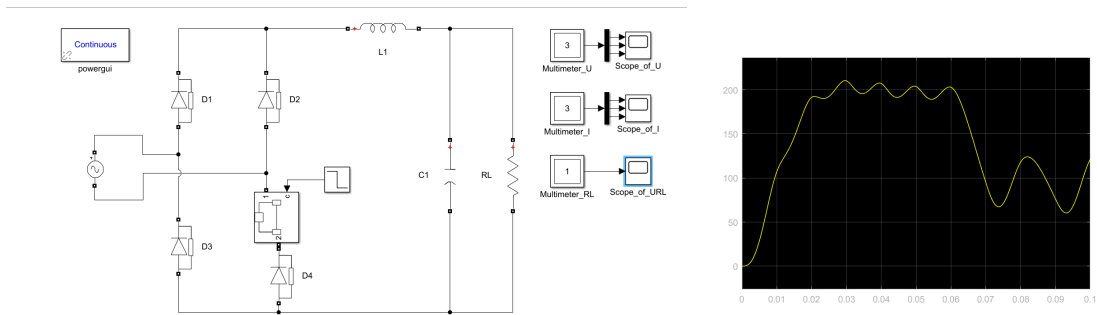 Continuous
powergui
D1
D2
D3
D4
1
c
2
L1
C1
RL
3
Multimeter_U
Scope_of_U
3
Multimeter_I
Scope_of_I
1
Multimeter_RL
Scope_of_URL
200
150
100
50
0
0 0.01 0.02 0.03 0.04 0.05 0.06 0.07 0.08 0.09 0.1